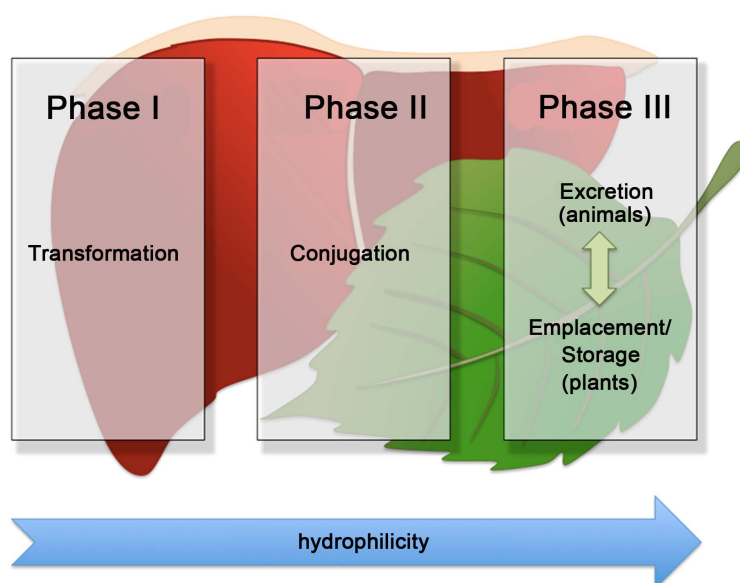 Phase I
Transformation
Phase II
Conjugation
Phase III
Excretion
(animals)
Emplacement/
Storage
(plants)
hydrophilicity